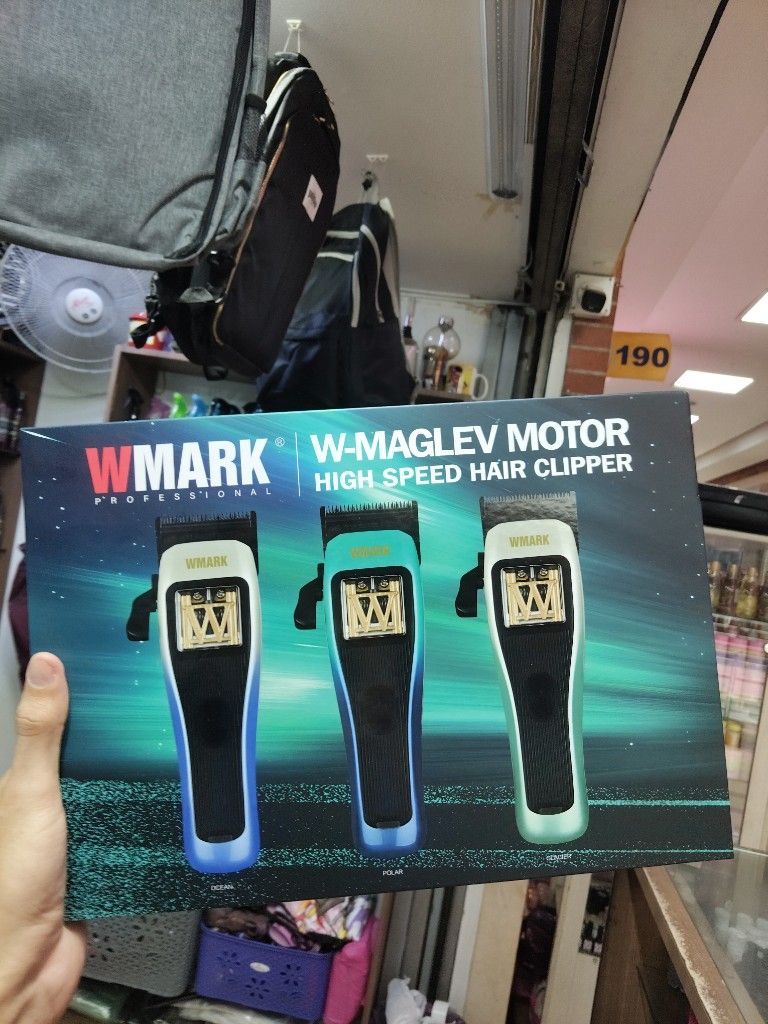 190
WMARK®
PROFESSIONAL
W-MAGLEV MOTOR
HIGH SPEED HAIR CLIPPER
WMARK
WMARK
WMARK
W
W
W
OCEAN
POLAR